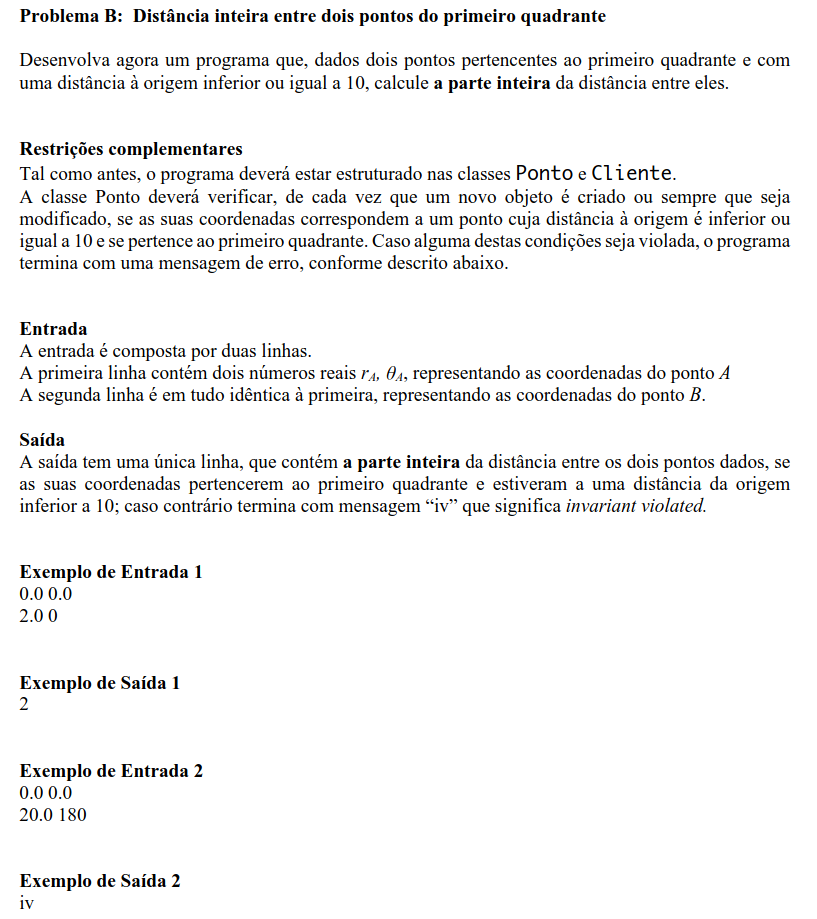 Problema B: Distância inteira entre dois pontos do primeiro quadrante
Desenvolva agora um programa que, dados dois pontos pertencentes ao primeiro quadrante e com
uma distância à origem inferior ou igual a 10, calcule a parte inteira da distância entre eles.
Restrições complementares
Tal como antes, o programa deverá estar estruturado nas classes Ponto e Cliente.
A classe Ponto deverá verificar, de cada vez que um novo objeto é criado ou sempre que seja
modificado, se as suas coordenadas correspondem a um ponto cuja distância à origem é inferior ou
igual a 10 e se pertence ao primeiro quadrante. Caso alguma destas condições seja violada, o programa
termina com uma mensagem de erro, conforme descrito abaixo.
Entrada
A entrada é composta por duas linhas.
A primeira linha contém dois números reais rA, θA, representando as coordenadas do ponto A
A segunda linha é em tudo idêntica à primeira, representando as coordenadas do ponto B.
Saída
A saída tem uma única linha, que contém a parte inteira da distância entre os dois pontos dados, se
as suas coordenadas pertencerem ao primeiro quadrante e estiveram a uma distância da origem
inferior a 10; caso contrário termina com mensagem “iv” que significa invariant violated.
Exemplo de Entrada 1
0.0 0.0
2.0 0
Exemplo de Saída 1
2
Exemplo de Entrada 2
0.0 0.0
20.0 180
Exemplo de Saída 2
iv